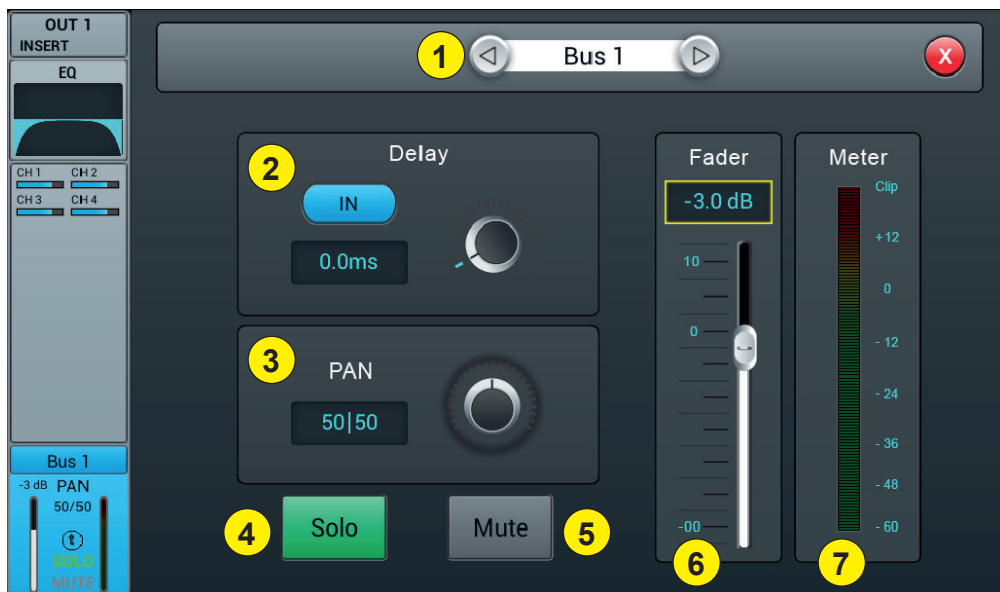 OUT 1
INSERT
EQ
CH 1 CH 2
CH 3 CH 4
Bus 1
-3 dB PAN
50/50
t
SOLO
MUTE
1
Bus 1
X
2
Delay
IN
0.0ms
3
PAN
50|50
4
Solo
Mute
5
Fader
-3.0 dB
10
0
-00
6
Meter
Clip
+12
0
- 12
- 24
- 36
- 48
- 60
7